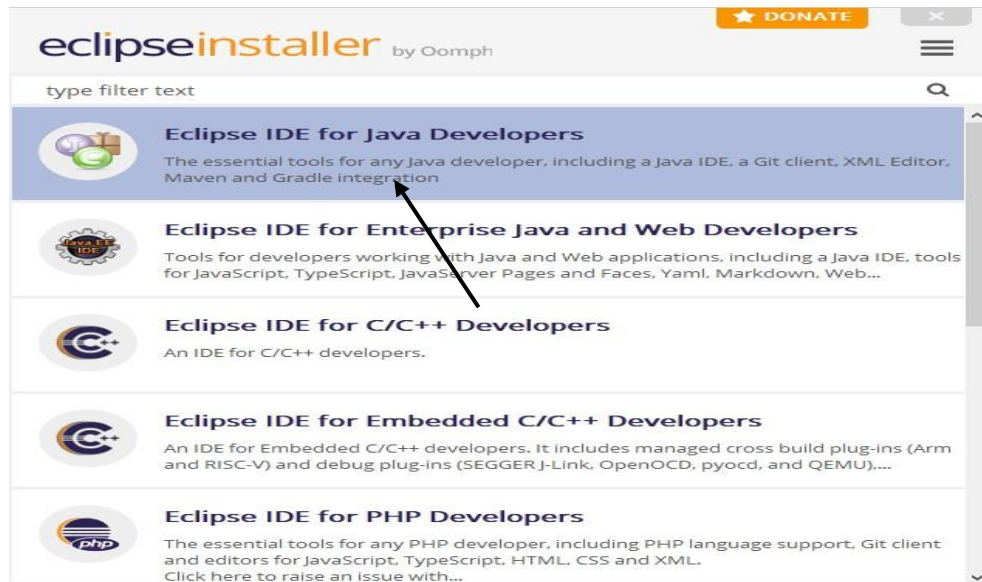 DONATE
eclipseinstaller by Oomph
type filter text
Eclipse IDE for Java Developers
The essential tools for any Java developer, including a Java IDE, a Git client, XML Editor,
Maven and Gradle integration
Java EE
IDE
Eclipse IDE for Enterprise Java and Web Developers
Tools for developers working with Java and Web applications, including a Java IDE, tools
for JavaScript, TypeScript, JavaServer Pages and Faces, Yaml, Markdown, Web...
C++
Eclipse IDE for C/C++ Developers
An IDE for C/C++ developers.
C++
Eclipse IDE for Embedded C/C++ Developers
An IDE for Embedded C/C++ developers. It includes managed cross build plug-ins (Arm
and RISC-V) and debug plug-ins (SEGGER J-Link, OpenOCD, pyocd, and QEMU),...
php
Eclipse IDE for PHP Developers
The essential tools for any PHP developer, including PHP language support, Git client
and editors for JavaScript, TypeScript, HTML, CSS and XML.
Click here to raise an issue with...